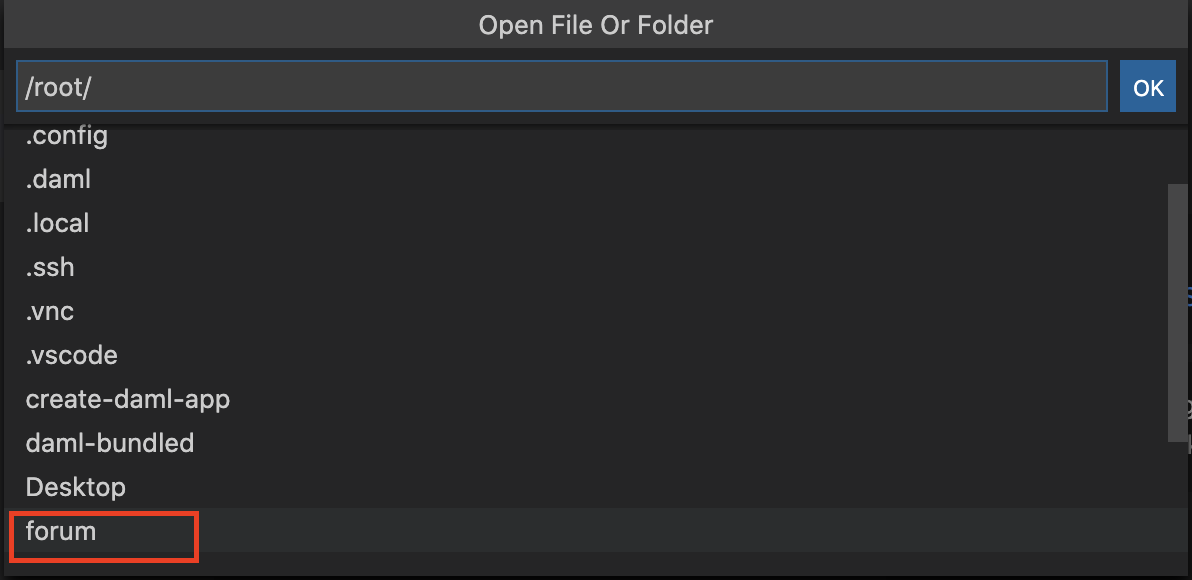 Open File Or Folder
/root/
OK
.config
.daml
.local
.ssh
.vnc
.vscode
create-daml-app
daml-bundled
Desktop
forum